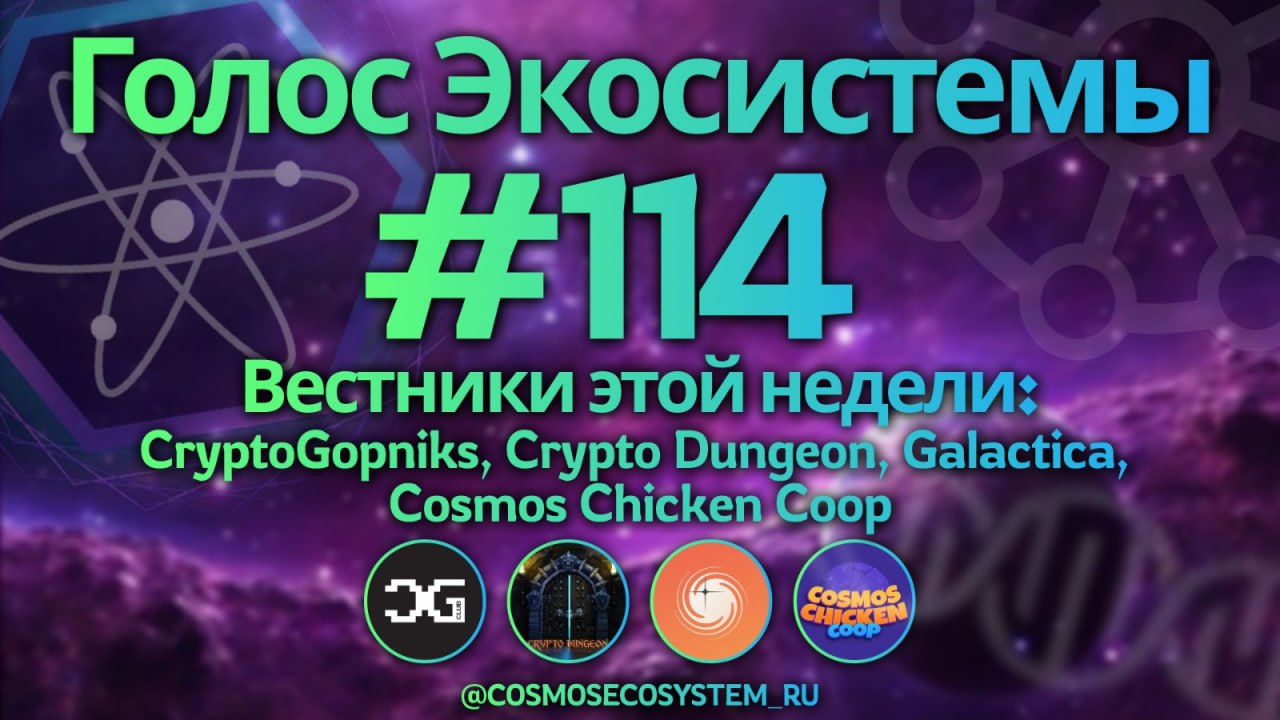 Голос Экосистемы
#114
Вестники этой недели:
CryptoGopniks, Crypto Dungeon, Galactica,
Cosmos Chicken Coop
CG CLUB
CRYPTO DUNGEON
COSMOS
CHICKEN
COOP
@COSMOSECOSYSTEM_RU